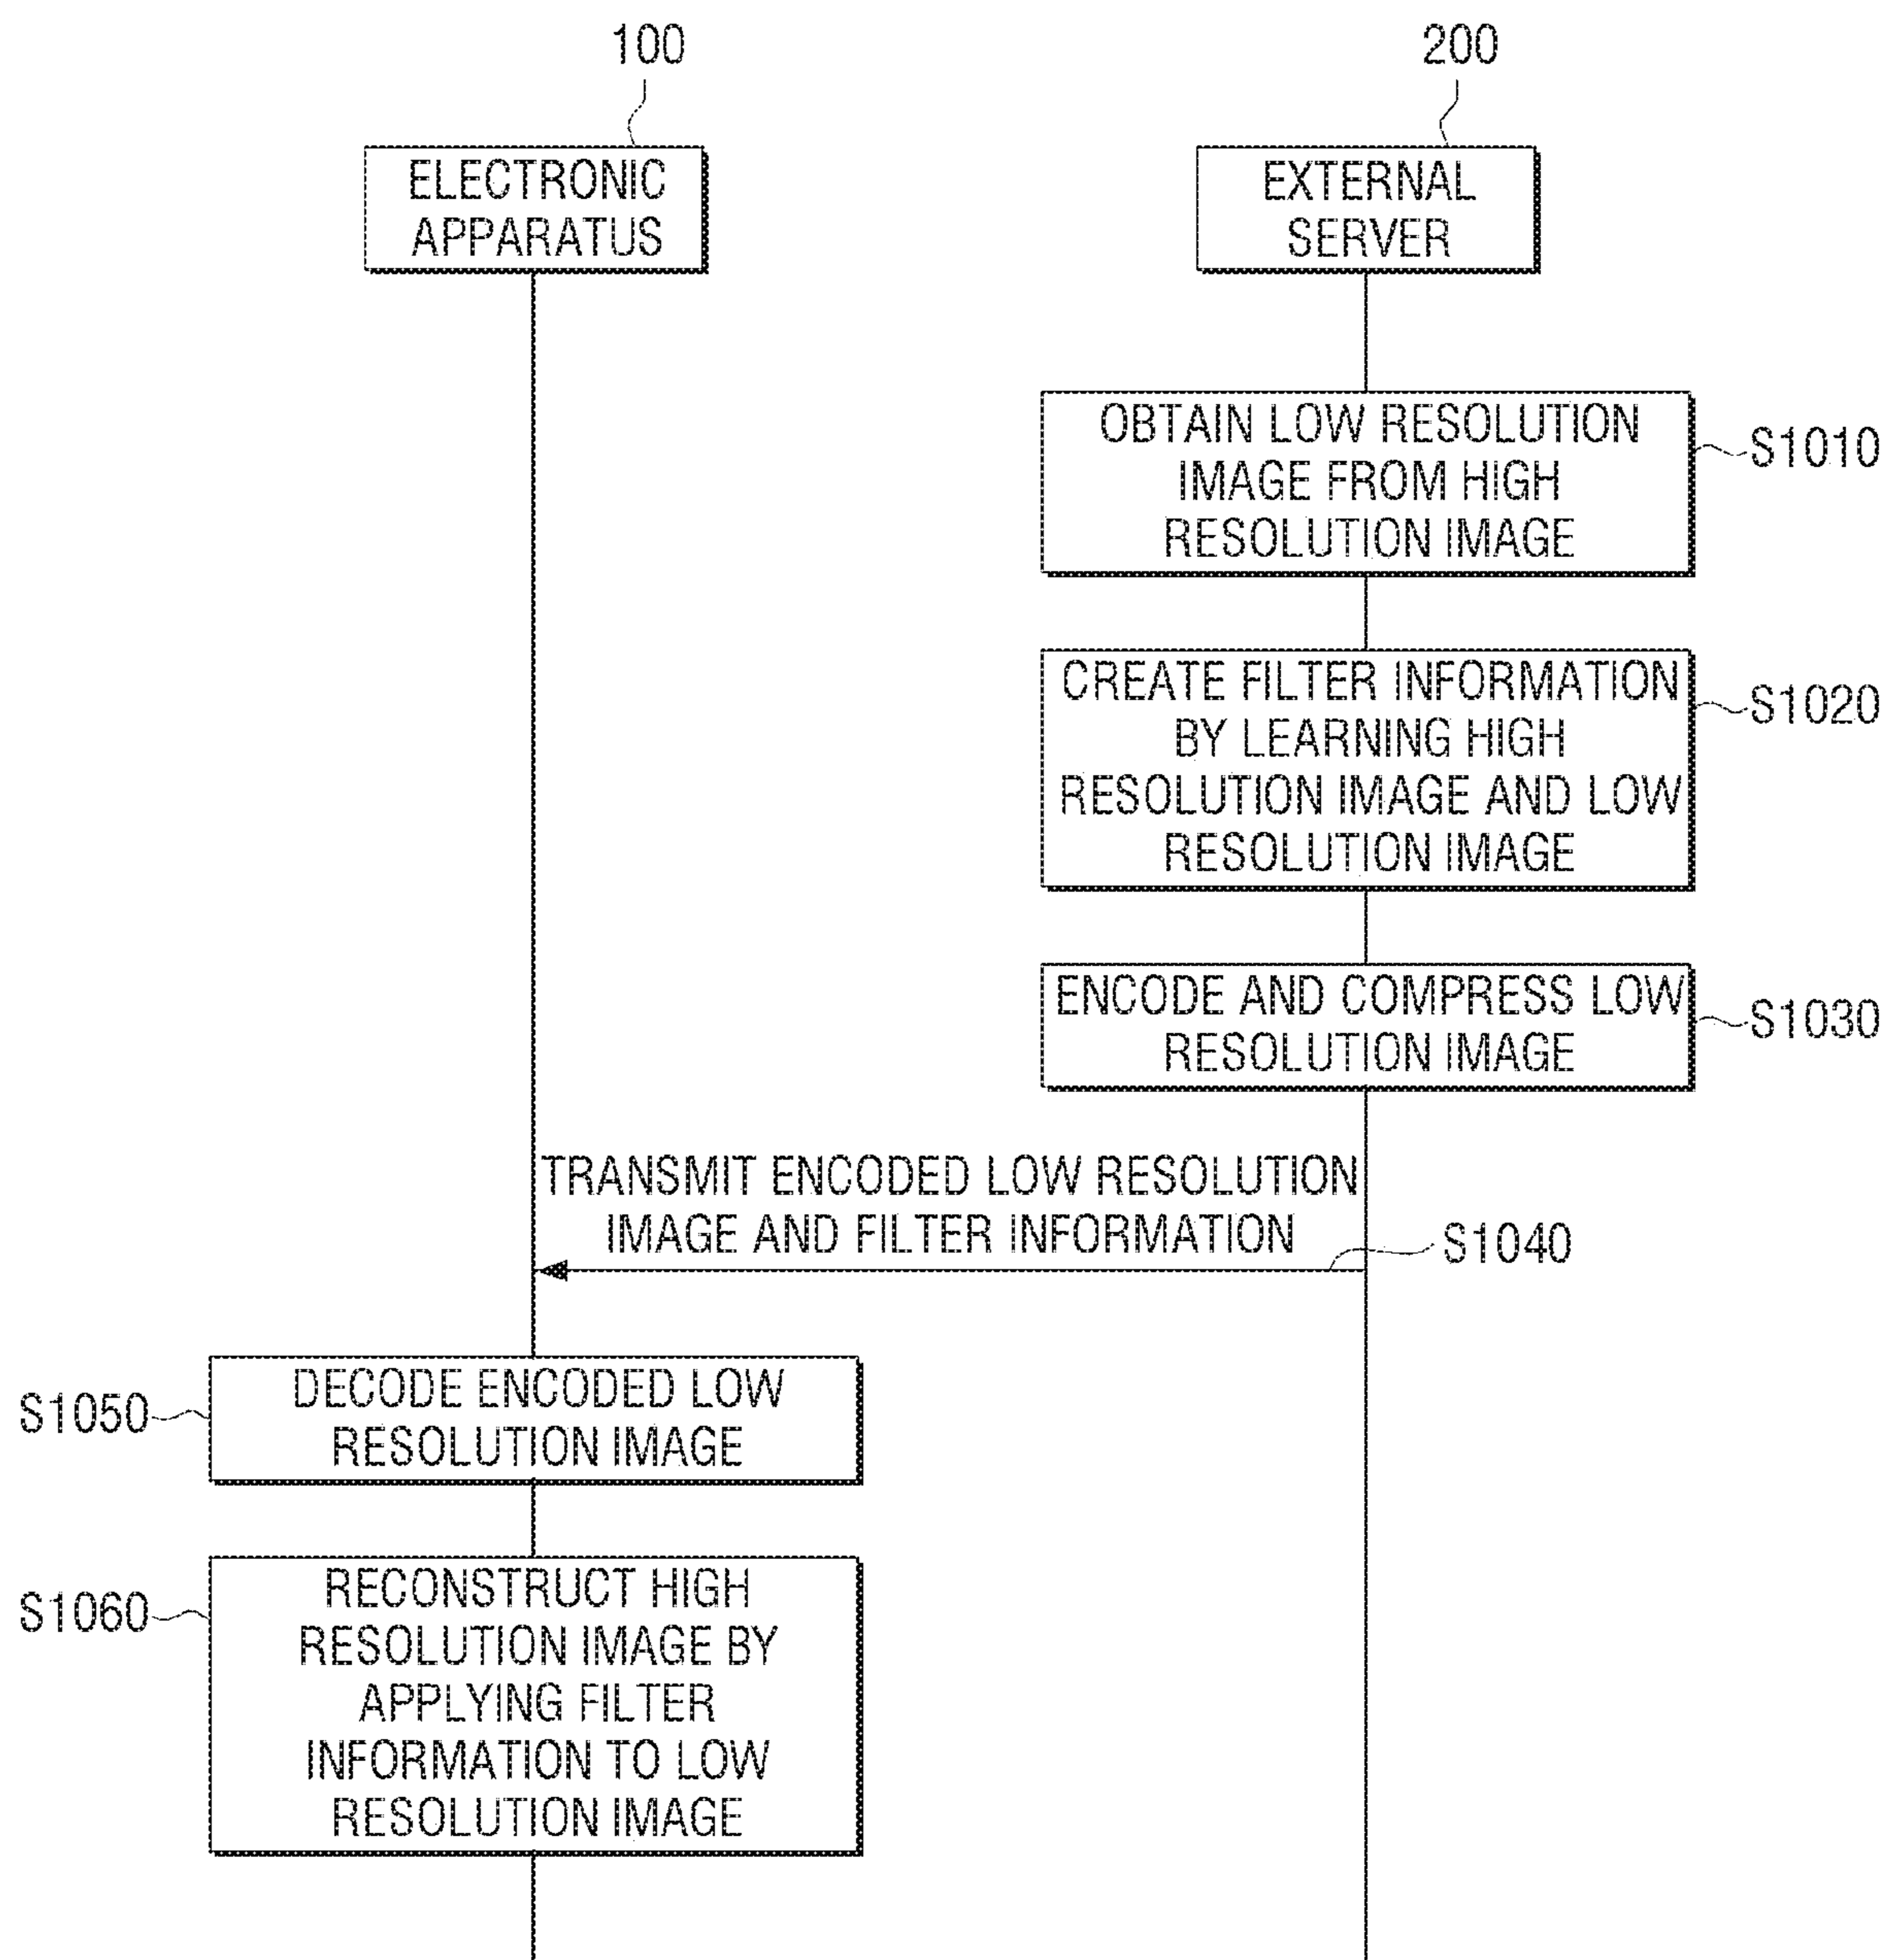 100
200
ELECTRONIC
APPARATUS
EXTERNAL
SERVER
OBTAIN LOW RESOLUTION
IMAGE FROM HIGH
RESOLUTION IMAGE
S1010
CREATE FILTER INFORMATION
BY LEARNING HIGH
RESOLUTION IMAGE AND LOW
RESOLUTION IMAGE
S1020
ENCODE AND COMPRESS LOW
RESOLUTION IMAGE
S1030
TRANSMIT ENCODED LOW RESOLUTION
IMAGE AND FILTER INFORMATION
S1040
DECODE ENCODED LOW
RESOLUTION IMAGE
S1050
RECONSTRUCT HIGH
RESOLUTION IMAGE BY
APPLYING FILTER
INFORMATION TO LOW
RESOLUTION IMAGE
S1060